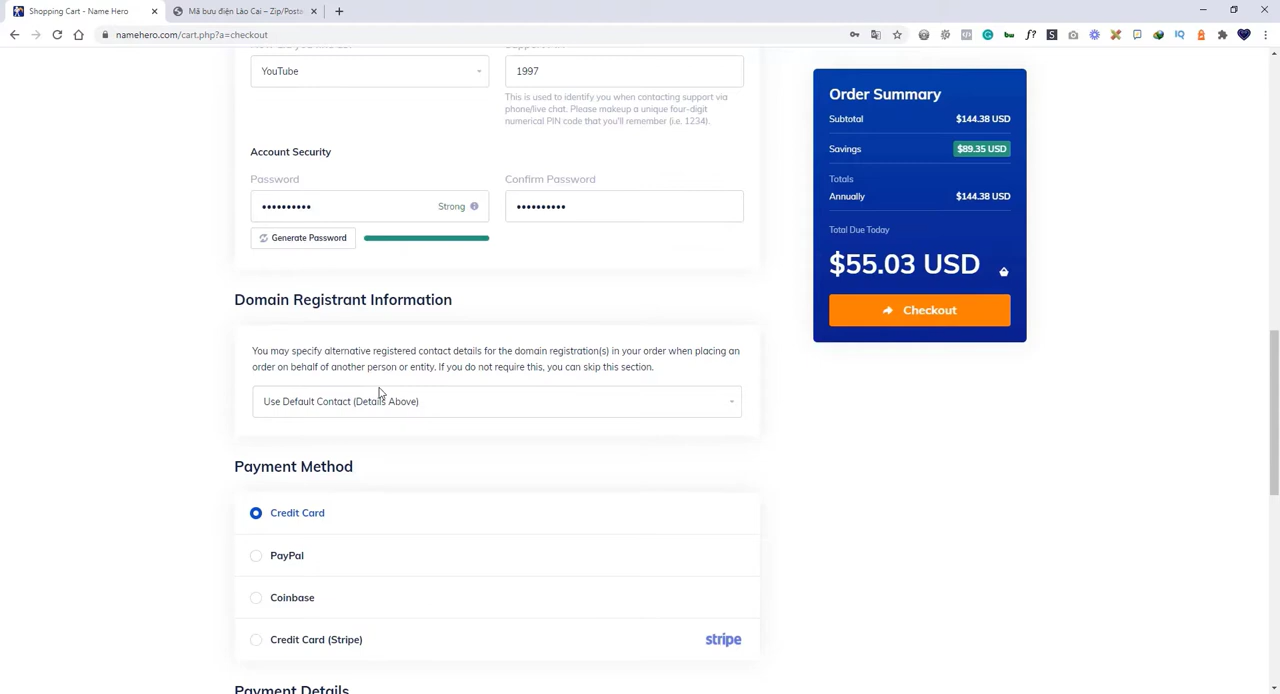 Shopping Cart - Name Hero
Mã bưu điện Lào Cai – Zip/Posta
namehero.com/cart.php?a=checkout
YouTube
1997
This is used to identify you when contacting support via
phone/live chat. Please makeup a unique four-digit
numerical PIN code that you'll remember (i.e. 1234).
Account Security
Password
Confirm Password
Strong
Generate Password
Domain Registrant Information
You may specify alternative registered contact details for the domain registration(s) in your order when placing an
order on behalf of another person or entity. If you do not require this, you can skip this section.
Use Default Contact (Details Above)
Payment Method
Credit Card
PayPal
Coinbase
Credit Card (Stripe)
stripe
Payment Details
Order Summary
Subtotal $144.38 USD
Savings $89.35 USD
Totals
Annually $144.38 USD
Total Due Today
$55.03 USD
Checkout